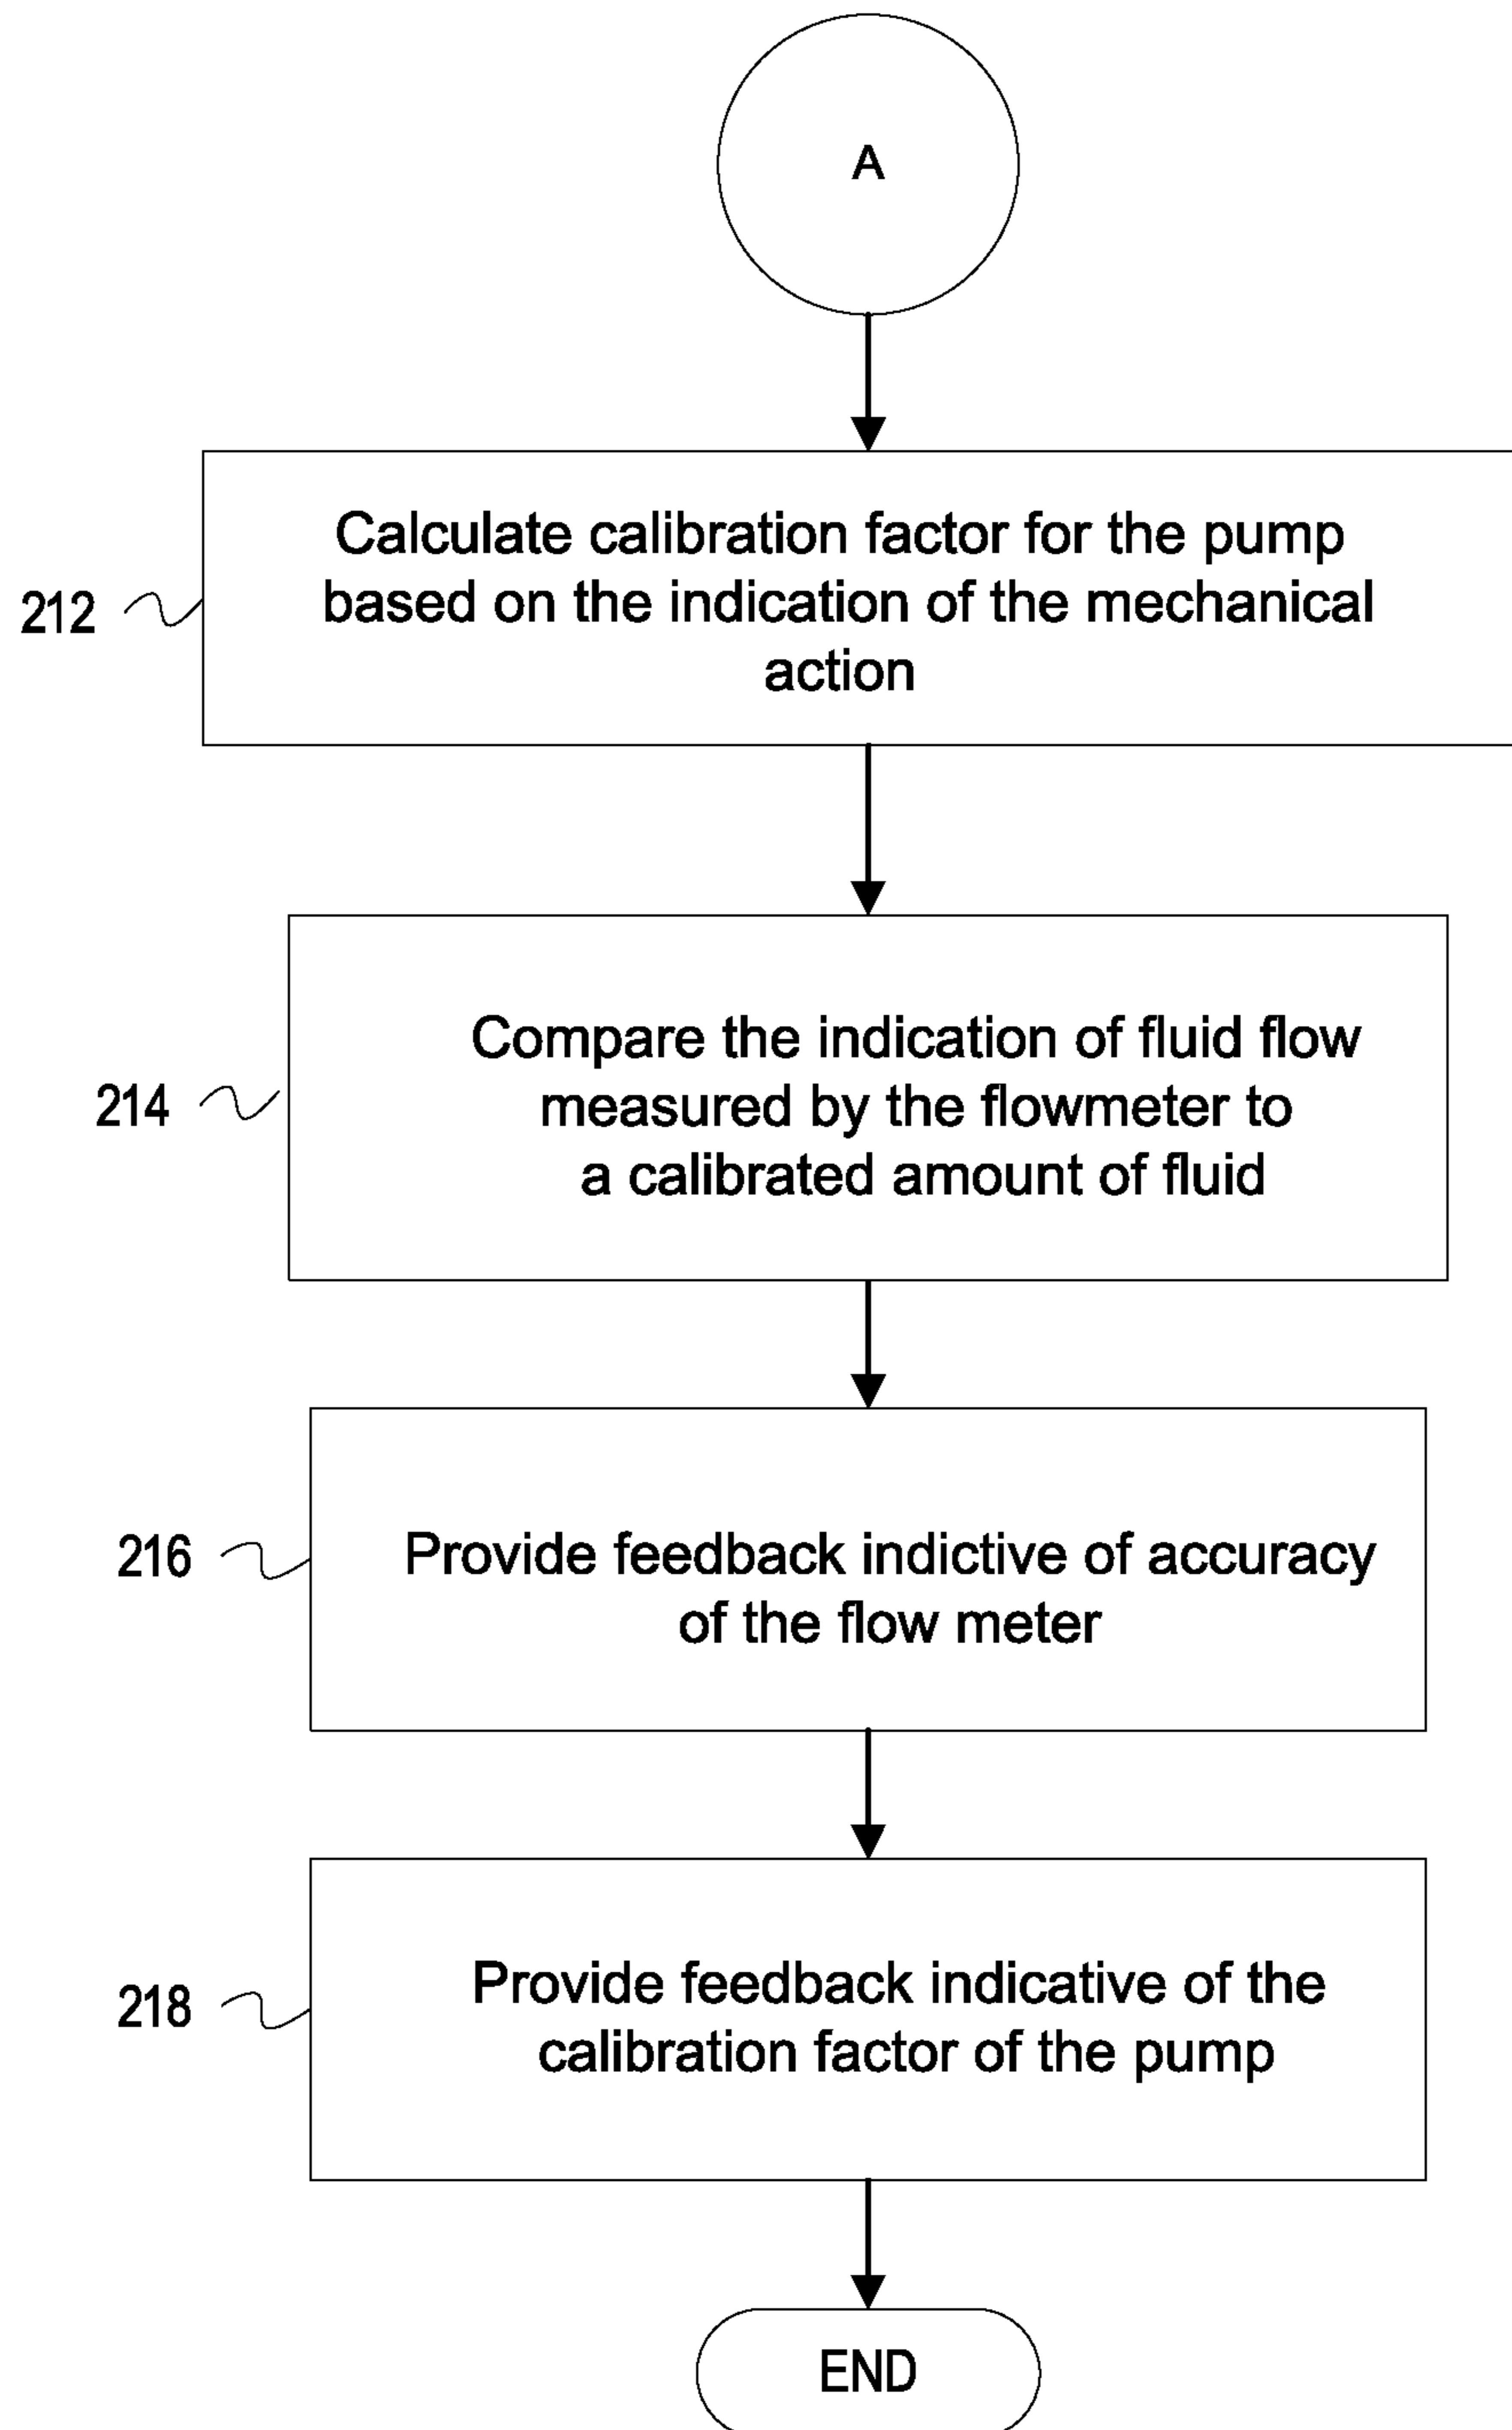 A
Calculate calibration factor for the pump
based on the indication of the mechanical
action
212
Compare the indication of fluid flow
measured by the flowmeter to
a calibrated amount of fluid
214
Provide feedback indictive of accuracy
of the flow meter
216
Provide feedback indicative of the
calibration factor of the pump
218
END